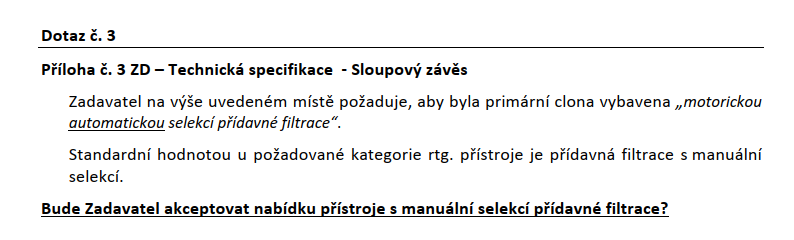 Dotaz č. 3
Příloha č. 3 ZD – Technická specifikace - Sloupový závěs
Zadavatel na výše uvedeném místě požaduje, aby byla primární clona vybavena „motorickou
automatickou selekcí přídavné filtrace“.
Standardní hodnotou u požadované kategorie rtg. přístroje je přídavná filtrace s manuální
selekcí.
Bude Zadavatel akceptovat nabídku přístroje s manuální selekcí přídavné filtrace?